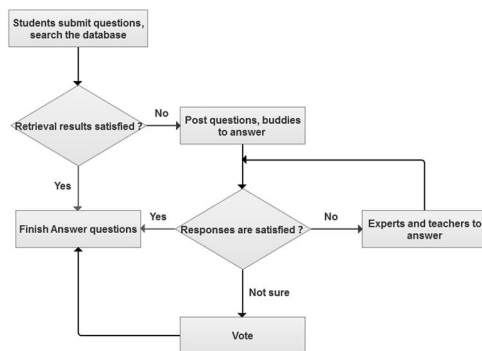 Students submit questions,
search the database
Retrieval results satisfied ?
No
Post questions, buddies
to answer
Yes
Finish Answer questions
Yes
Responses are satisfied ?
No
Experts and teachers to
answer
Not sure
Vote